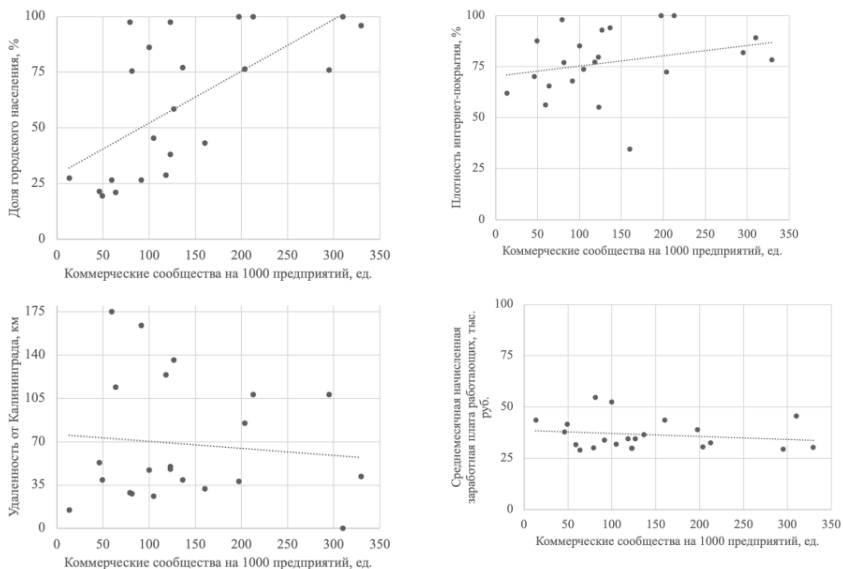 Доля городского населения, %
100
75
50
25
0
0 50 100 150 200 250 300 350
Коммерческие сообщества на 1000 предприятий, ед.
Плотность интернет-покрытия, %
100
75
25
75
0
0 50 100 150 200 250 300 350
Коммерческие сообщества на 1000 предприятий, ед.
Удаленность от Калининграда, км
175
140
105
70
35
0
0 50 100 150 200 250 300 350
Коммерческие сообщества на 1000 предприятий, ед.
Среднемесячная начисленная
заработная плата работающих, тыс.
руб.
100
75
50
25
0
0 50 100 150 200 250 300 350
Коммерческие сообщества на 1000 предприятий, ед.